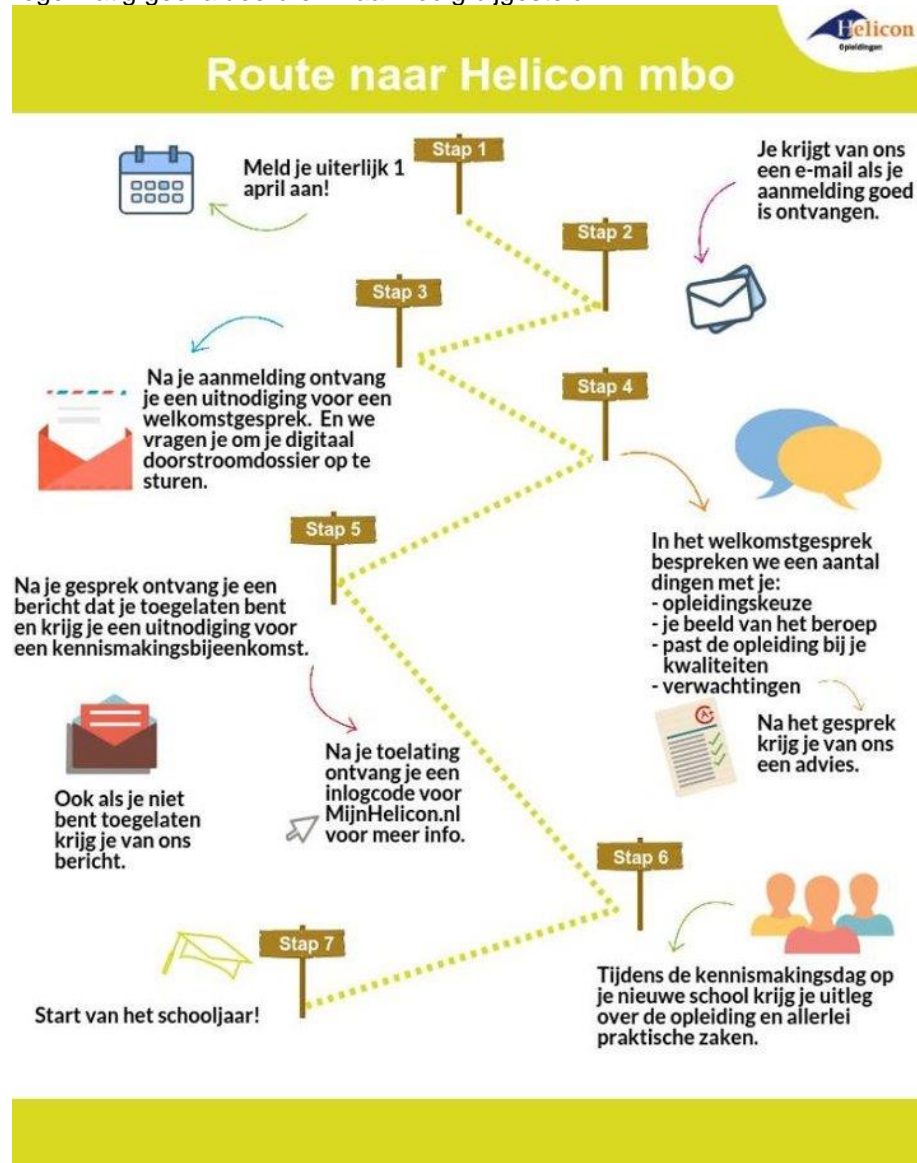 Helicon
Opleidingen
Route naar Helicon mbo
Stap 1
Meld je uiterlijk 1
april aan!
Je krijgt van ons
een e-mail als je
aanmelding goed
is ontvangen.
Stap 2
Stap 3
Na je aanmelding ontvang
je een uitnodiging voor een
welkomstgesprek. En we
vragen je om je digitaal
doorstroomdossier op te
sturen.
Stap 4
In het welkomstgesprek
bespreken we een aantal
dingen met je:
- opleidingskeuze
- je beeld van het beroep
- past de opleiding bij je
kwaliteiten
- verwachtingen
A+
Na het gesprek
krijg je van ons
een advies.
Stap 5
Na je gesprek ontvang je een
bericht dat je toegelaten bent
en krijg je een uitnodiging voor
een kennismakingsbijeenkomst.
Ook als je niet
bent toegelaten
krijg je van ons
bericht.
Na je toelating
ontvang je een
inlogcode voor
MijnHelicon.nl
voor meer info.
Stap 6
Tijdens de kennismakingsdag op
je nieuwe school krijg je uitleg
over de opleiding en allerlei
praktische zaken.
Stap 7
Start van het schooljaar!